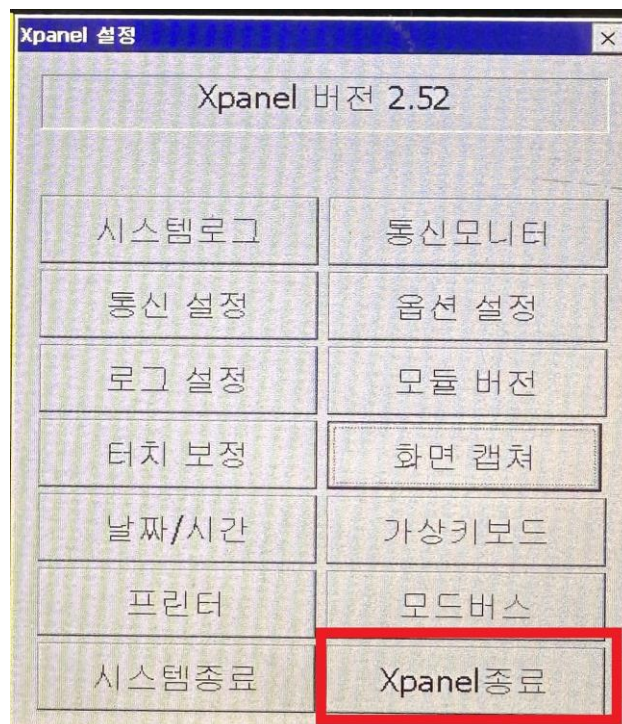 Xpanel 설정
Xpanel 버전 2.52
시스템로그 통신모니터
통신 설정 옵션 설정
로그 설정 모듈 버전
터치 보정 화면 캡쳐
날짜/시간 가상키보드
프린터 모드버스
시스템종료 Xpanel종료